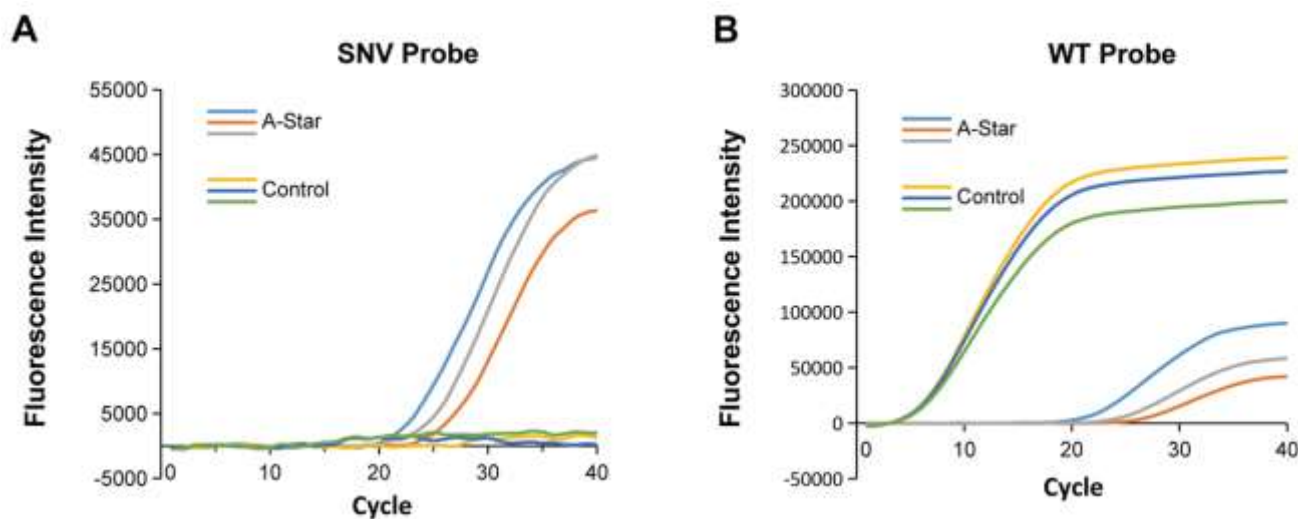 A
SNV Probe
55000
45000
35000
25000
15000
5000
-5000
Fluorescence Intensity
A-Star
Control
0 10 20 30 40
Cycle
B
WT Probe
300000
250000
200000
150000
100000
50000
0
-50000
Fluorescence Intensity
A-Star
Control
0 10 20 30 40
Cycle